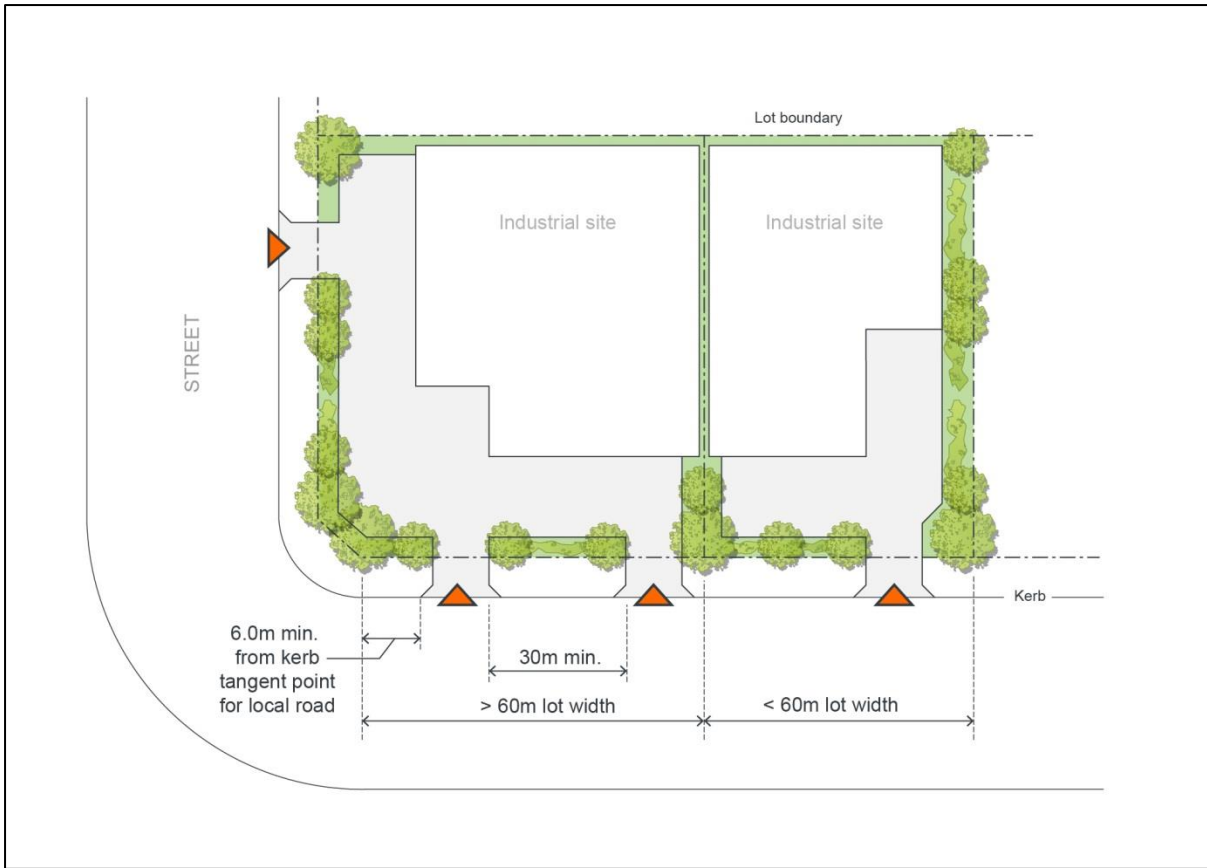 Lot boundary
Industrial site
Industrial site
STREET
Kerb
6.0m min.
from kerb
tangent point
for local road
30m min.
> 60m lot width
< 60m lot width